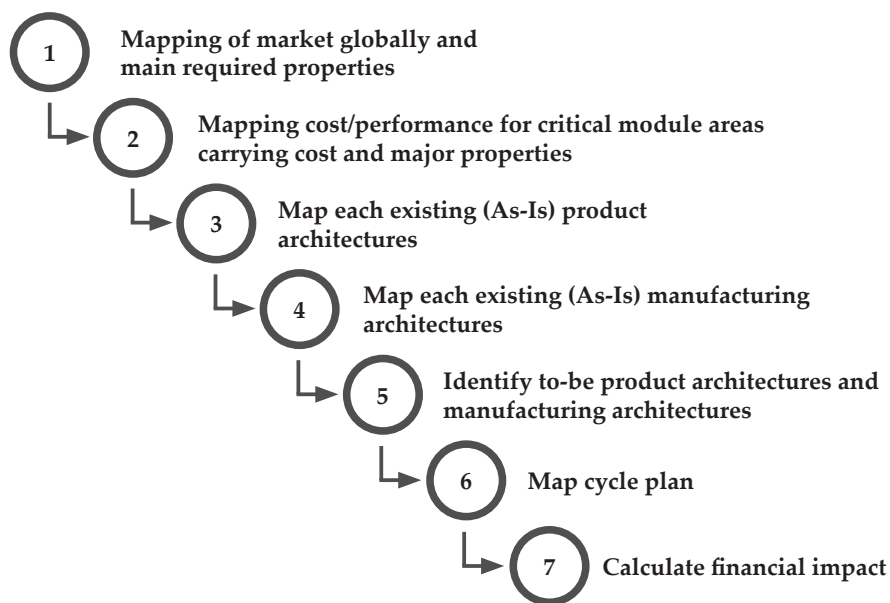 1
Mapping of market globally and
main required properties
2
Mapping cost/performance for critical module areas
carrying cost and major properties
3
Map each existing (As-Is) product
architectures
4
Map each existing (As-Is) manufacturing
architectures
5
Identify to-be product architectures and
manufacturing architectures
6
Map cycle plan
7
Calculate financial impact